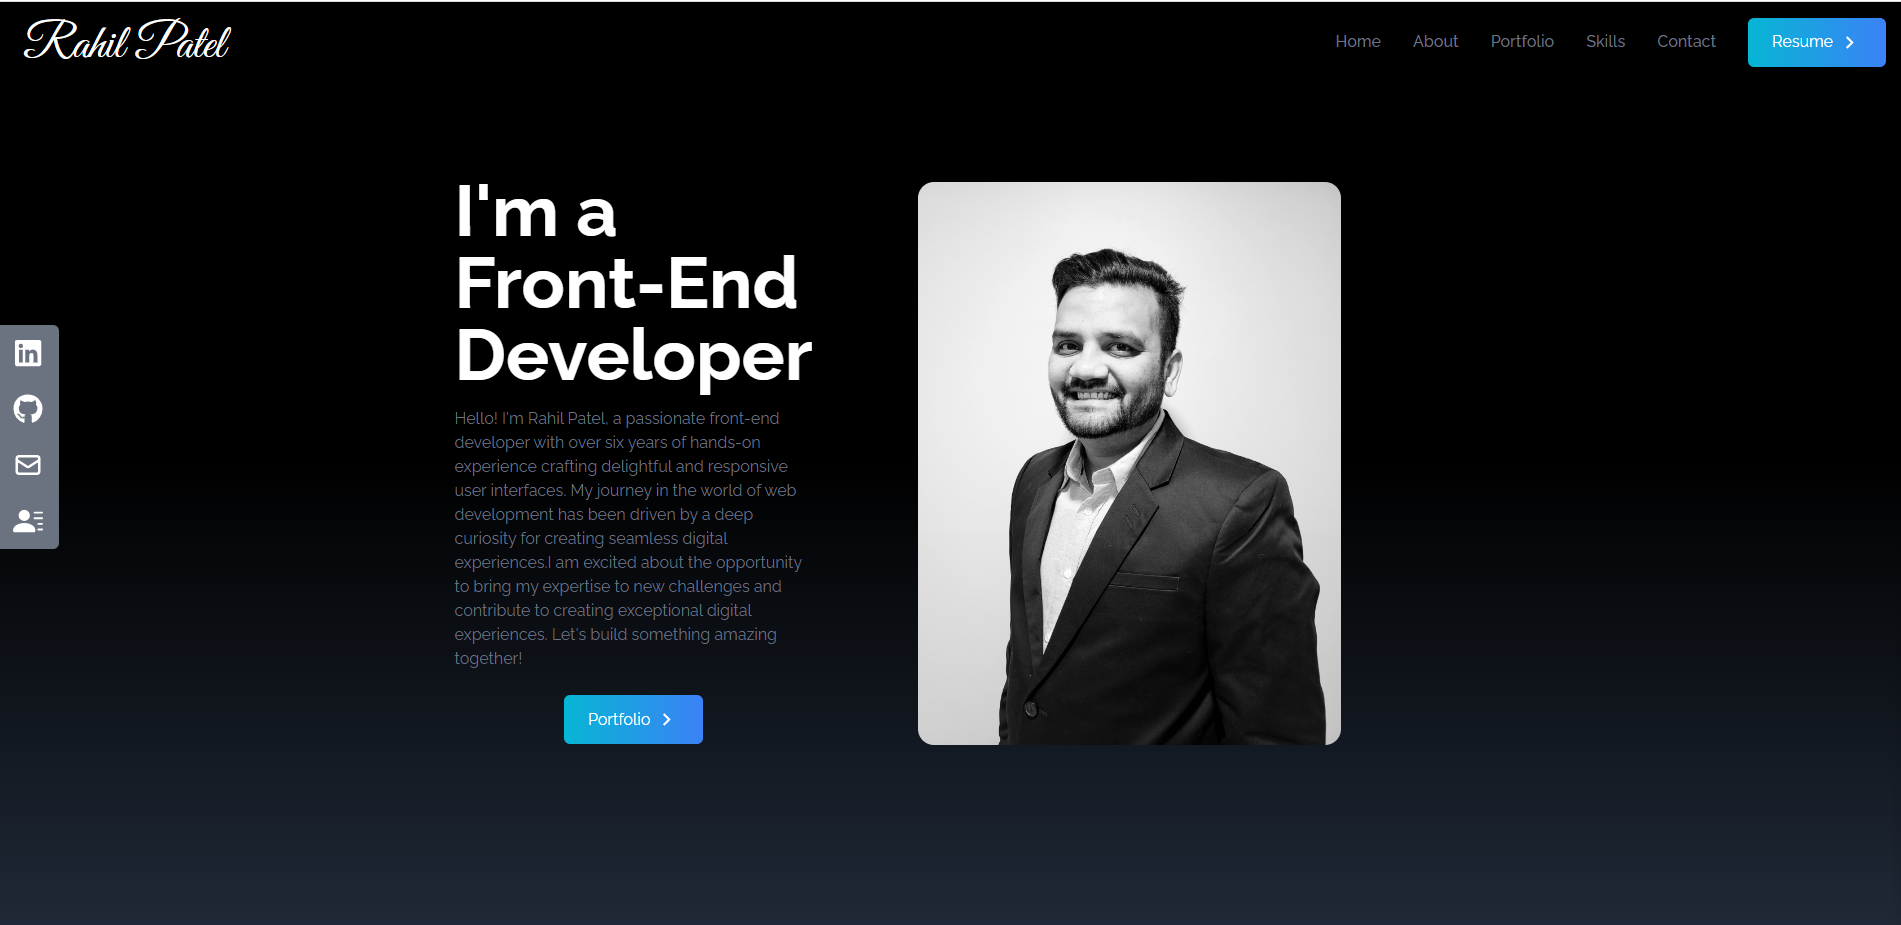 Rahil Patel
Home About Portfolio Skills Contact Resume
I'm a
Front-End
Developer
Hello! I'm Rahil Patel, a passionate front-end
developer with over six years of hands-on
experience crafting delightful and responsive
user interfaces. My journey in the world of web
development has been driven by a deep
curiosity for creating seamless digital
experiences.I am excited about the opportunity
to bring my expertise to new challenges and
contribute to creating exceptional digital
experiences. Let's build something amazing
together!
Portfolio
in